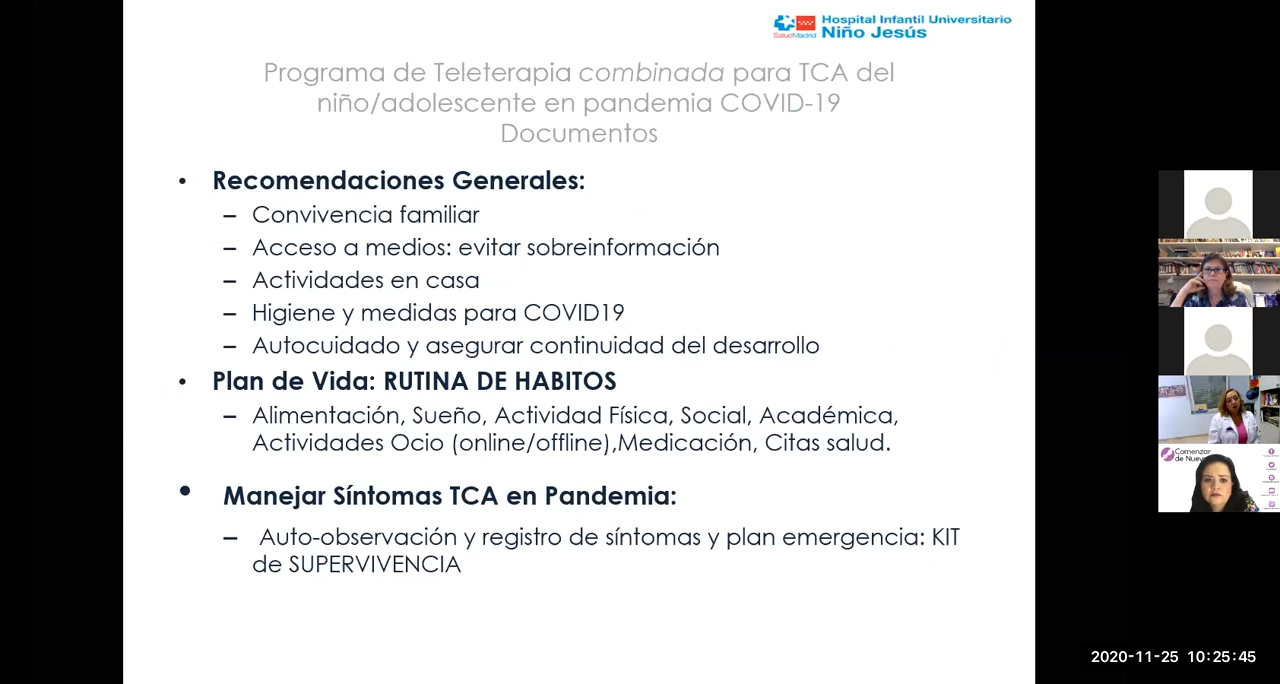 Hospital Infantil Universitario
Niño Jesús
SaludMadrid
Programa de Teleterapia combinada para TCA del
niño/adolescente en pandemia COVID-19
Documentos
• Recomendaciones Generales:
– Convivencia familiar
– Acceso a medios: evitar sobreinformación
– Actividades en casa
– Higiene y medidas para COVID19
– Autocuidado y asegurar continuidad del desarrollo
• Plan de Vida: RUTINA DE HABITOS
– Alimentación, Sueño, Actividad Física, Social, Académica,
Actividades Ocio (online/offline),Medicación, Citas salud.
• Manejar Síntomas TCA en Pandemia:
– Auto-observación y registro de síntomas y plan emergencia: KIT
de SUPERVIVENCIA
Comenzar
de Nuevo
2020-11-25 10:25:45